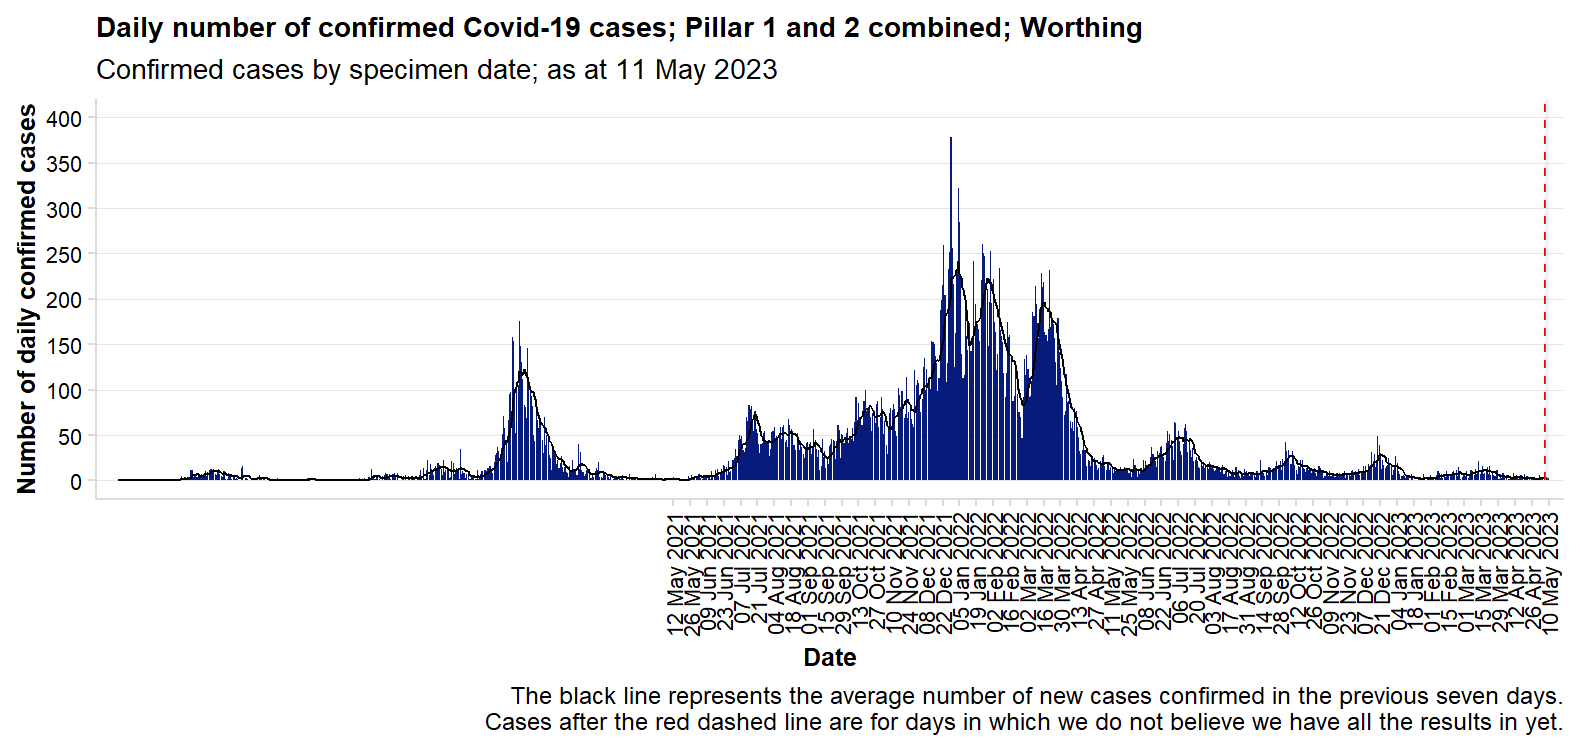 Daily number of confirmed Covid-19 cases; Pillar 1 and 2 combined; Worthing
Confirmed cases by specimen date; as at 11 May 2023
Number of daily confirmed cases
400
350
300
250
200
150
100
50
0
12 May 2021
26 May 2021
09 Jun 2021
23 Jun 2021
07 Jul 2021
21 Jul 2021
04 Aug 2021
18 Aug 2021
01 Sep 2021
15 Sep 2021
29 Sep 2021
13 Oct 2021
27 Oct 2021
10 Nov 2021
24 Nov 2021
08 Dec 2021
22 Dec 2021
05 Jan 2022
19 Jan 2022
02 Feb 2022
16 Feb 2022
02 Mar 2022
16 Mar 2022
30 Mar 2022
13 Apr 2022
27 Apr 2022
11 May 2022
25 May 2022
08 Jun 2022
22 Jun 2022
06 Jul 2022
20 Jul 2022
03 Aug 2022
17 Aug 2022
31 Aug 2022
14 Sep 2022
28 Sep 2022
12 Oct 2022
26 Oct 2022
09 Nov 2022
23 Nov 2022
07 Dec 2022
21 Dec 2022
04 Jan 2023
18 Jan 2023
01 Feb 2023
15 Feb 2023
01 Mar 2023
15 Mar 2023
29 Mar 2023
12 Apr 2023
26 Apr 2023
10 May 2023
Date
The black line represents the average number of new cases confirmed in the previous seven days.
Cases after the red dashed line are for days in which we do not believe we have all the results in yet.